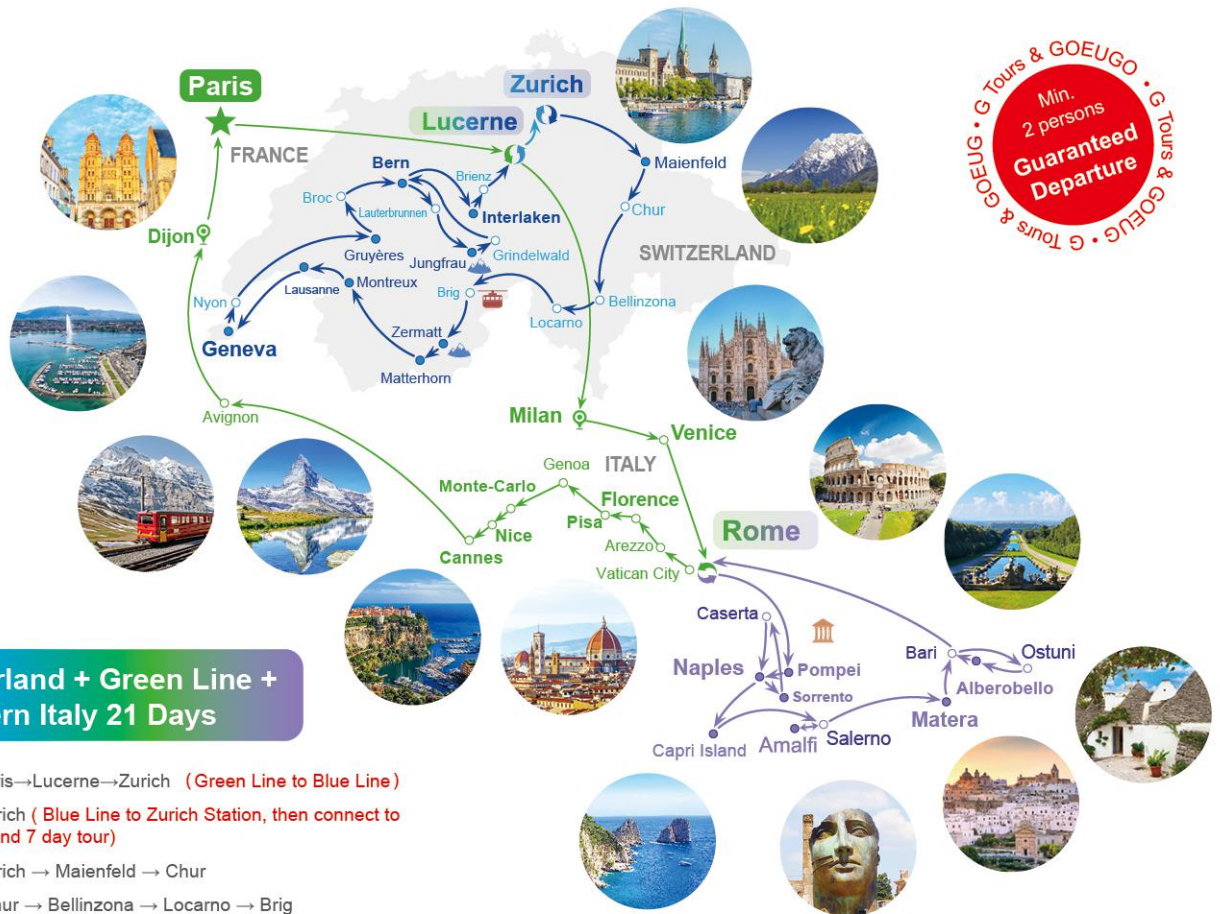 Paris
Zurich
Lucerne
FRANCE
Bern
Brienz
Maienfeld
Broc
Lauterbrunnen
Interlaken
Chur
Dijon
Gruyères
Jungfrau
Grindelwald
SWITZERLAND
Nyon
Lausanne
Montreux
Brig
Bellinzona
Locarno
Geneva
Zermatt
Matterhorn
Avignon
Milan
Venice
ITALY
Genoa
Monte-Carlo
Florence
Nice
Pisa
Cannes
Arezzo
Rome
Vatican City
Caserta
Naples
Pompei
Bari
Ostuni
Sorrento
Alberobello
Matera
Capri Island
Amalfi
Salerno
G Tours & GOEUGO • G Tours & GOEUG • G Tours & GOEUG •
Min.
2 persons
Guaranteed
Departure
rland + Green Line +
ern Italy 21 Days
ris→Lucerne→Zurich (Green Line to Blue Line)
rich ( Blue Line to Zurich Station, then connect to
nd 7 day tour)
rich → Maienfeld → Chur
ur → Bellinzona → Locarno → Brig